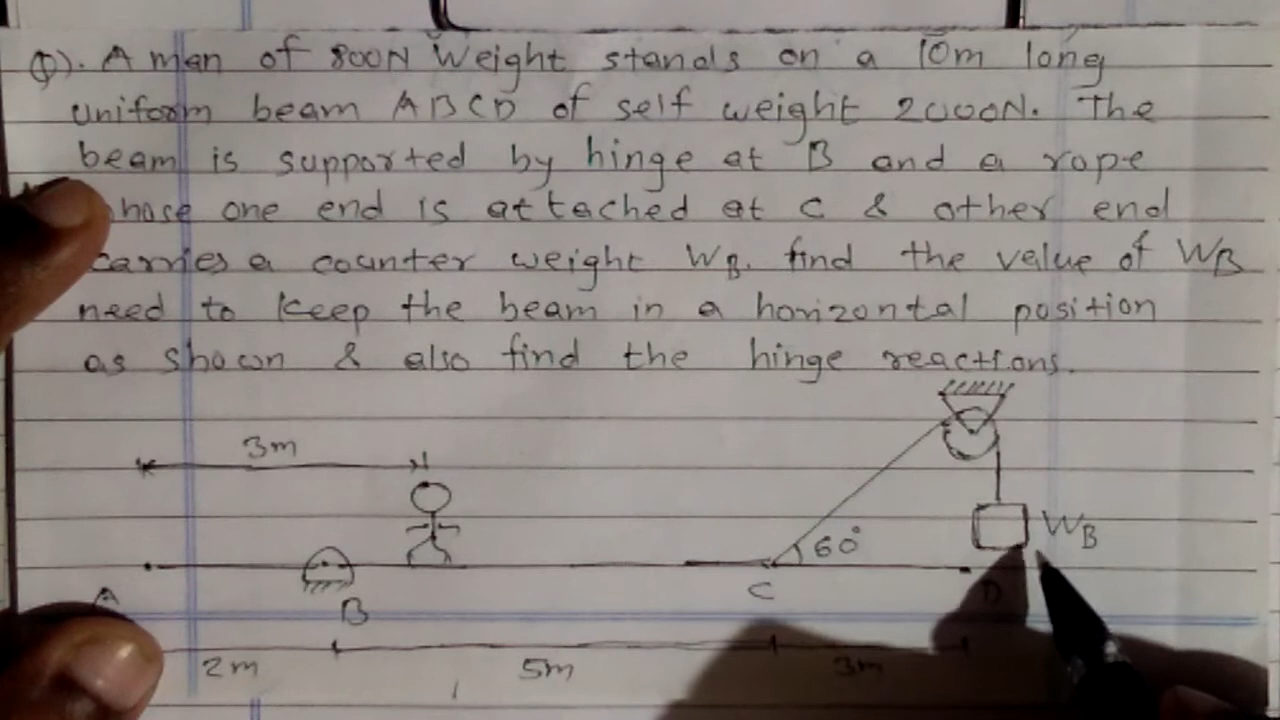 Q). A man of 800N Weight stands on a 10m long
uniform beam ABCD of self weight 2000N. The
beam is supported by hinge at B and a rope
hose one end is attached at C & other end
carries a counter weight WB. find the value of WB
need to keep the beam in a horizontal position
as shown & also find the hinge reactions.
3m
60°
WB
A
B
C
D
2m
5m
3m